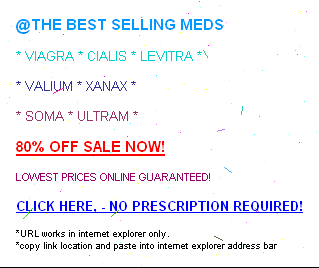 @THE BEST SELLING MEDS
* VIAGRA * CIALIS * LEVITRA *
* VALIUM * XANAX *
* SOMA * ULTRAM *
80% OFF SALE NOW!
LOWEST PRICES ONLINE GUARANTEED!
CLICK HERE, - NO PRESCRIPTION REQUIRED!
*URL works in internet explorer only.
*copy link location and paste into internet explorer address bar